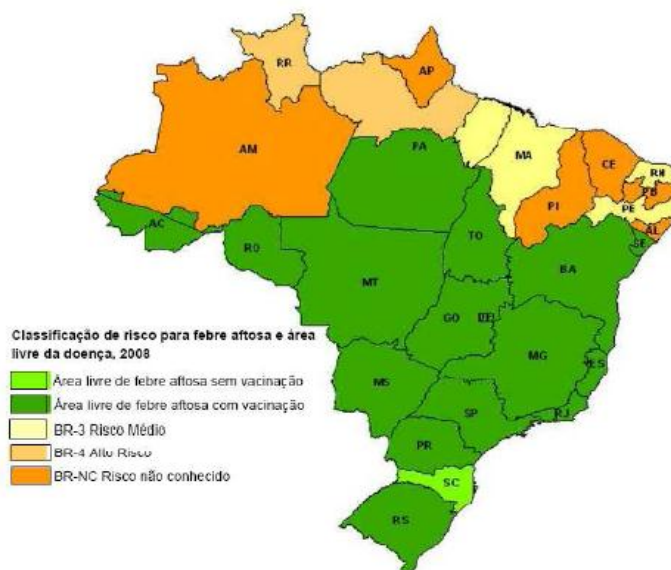 RR
AP
AM
PA
MA
CE
RN
PB
PI
PE
AL
SE
AC
RO
TO
BA
MT
GO
DF
MG
ES
MS
SP
RJ
PR
SC
RS
Classificação de risco para febre aftosa e área
livre da doença, 2008
Área livre de febre aftosa sem vacinação
Área livre de febre aftosa com vacinação
BR-3 Risco Médio
BR-4 Alto Risco
BR-NC Risco não conhecido